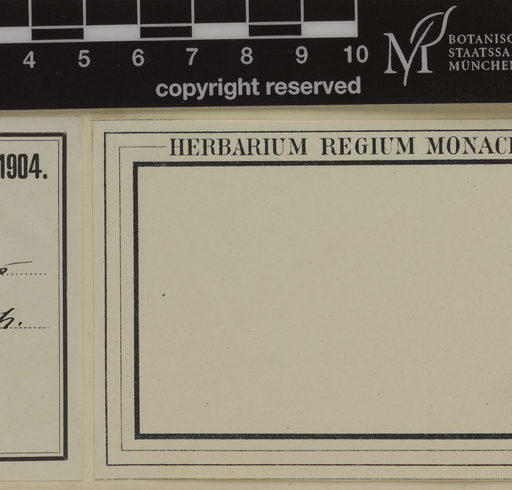 4 5 6 7 8 9 10
copyright reserved
BOTANISC
STAATSSA
MÜNCHEN
1904.
h.
HERBARIUM REGIUM MONAC